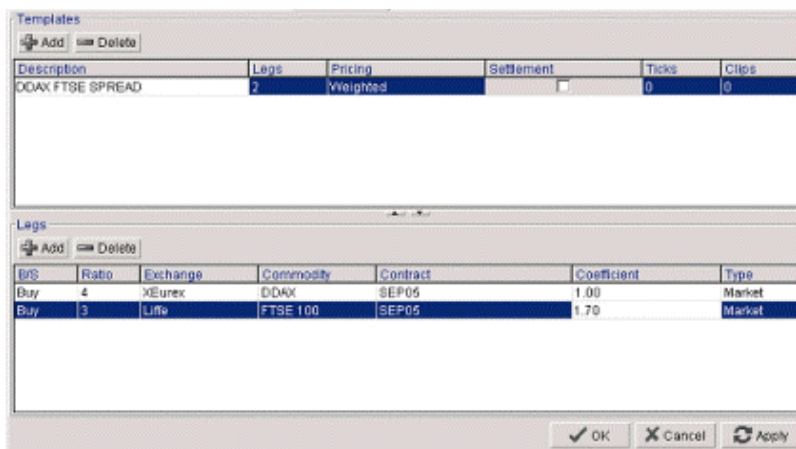 Templates
Add Delete
Description Legs Pricing Settlement Ticks Clips
DDAX FTSE SPREAD 2 Weighted 0 0
Legs
Add Delete
B/S Ratio Exchange Commodity Contract Coefficient Type
Buy 4 XEurex DDAX SEP05 1.00 Market
Buy 3 Liffe FTSE 100 SEP05 1.70 Market
OK Cancel Apply